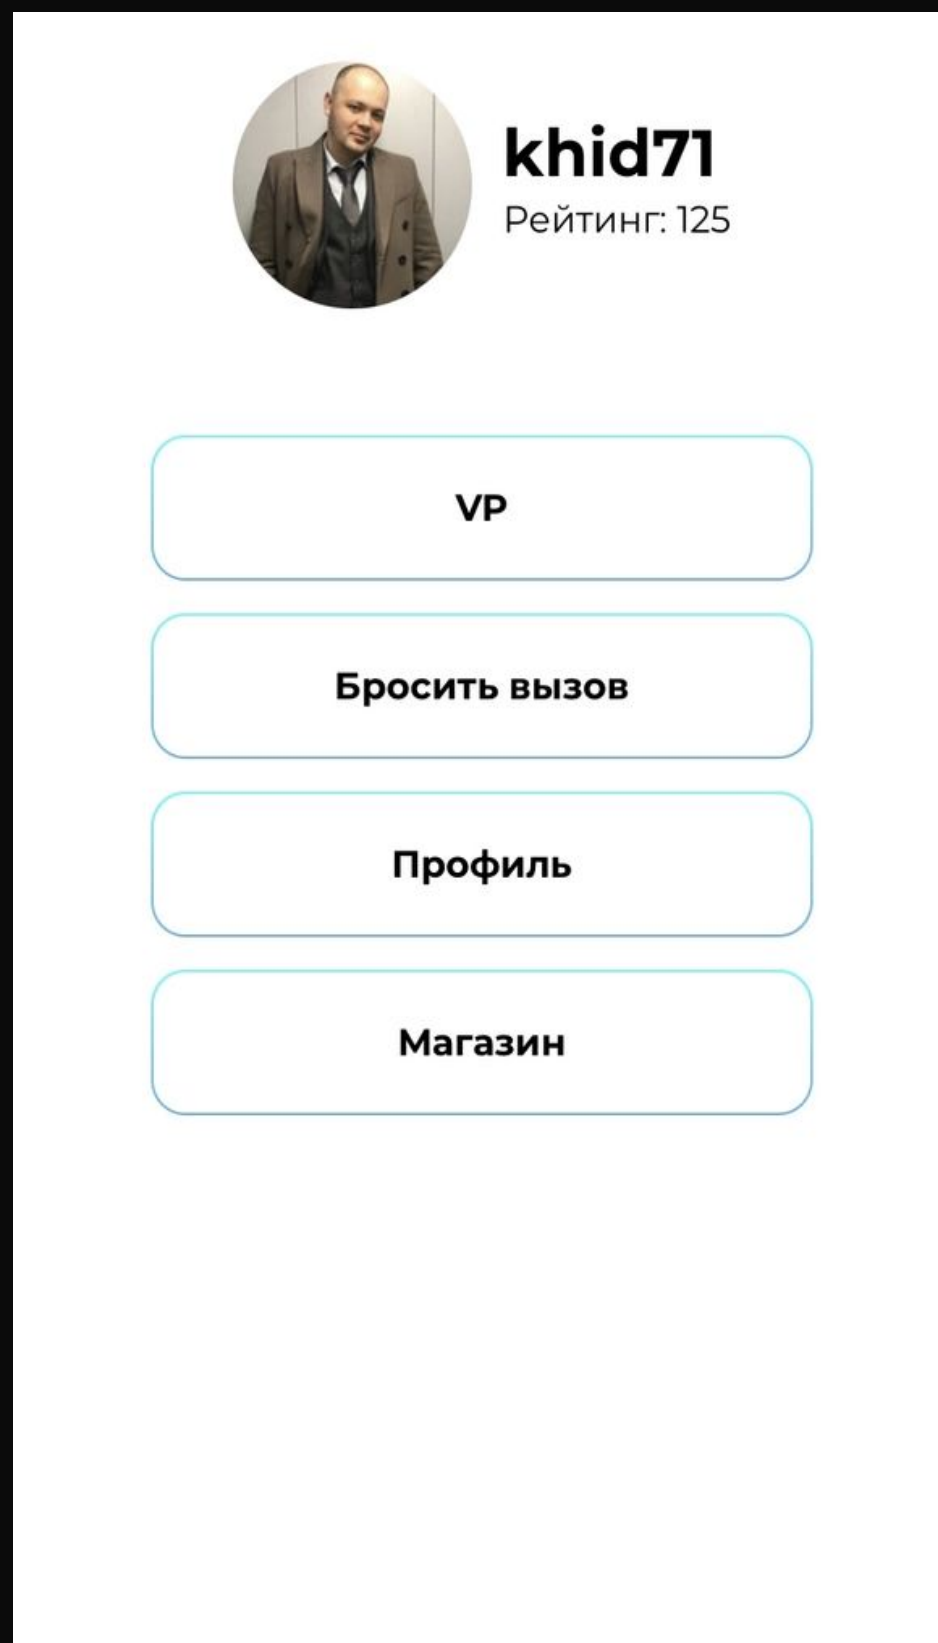 khid71
Рейтинг: 125
VP
Бросить вызов
Профиль
Магазин